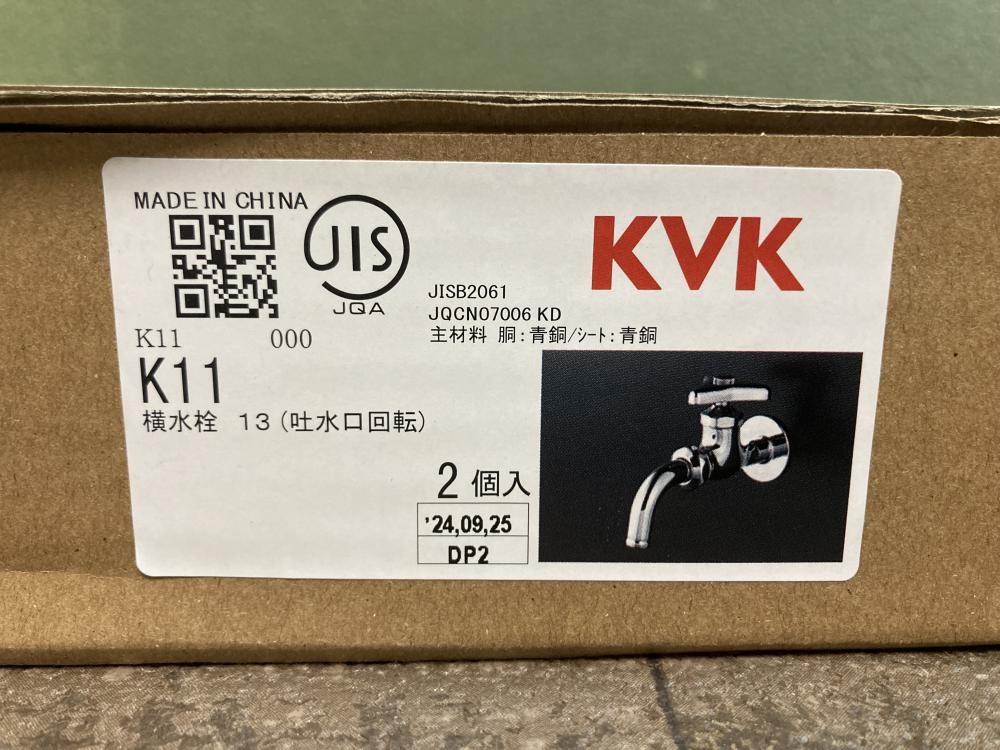 MADE IN CHINA
JIS
JQA
KVK
JISB2061
JQCN07006 KD
主材料 胴:青銅/シート:青銅
K11 000
K11
横水栓 13(吐水口回転)
2個入
'24,09,25
DP2